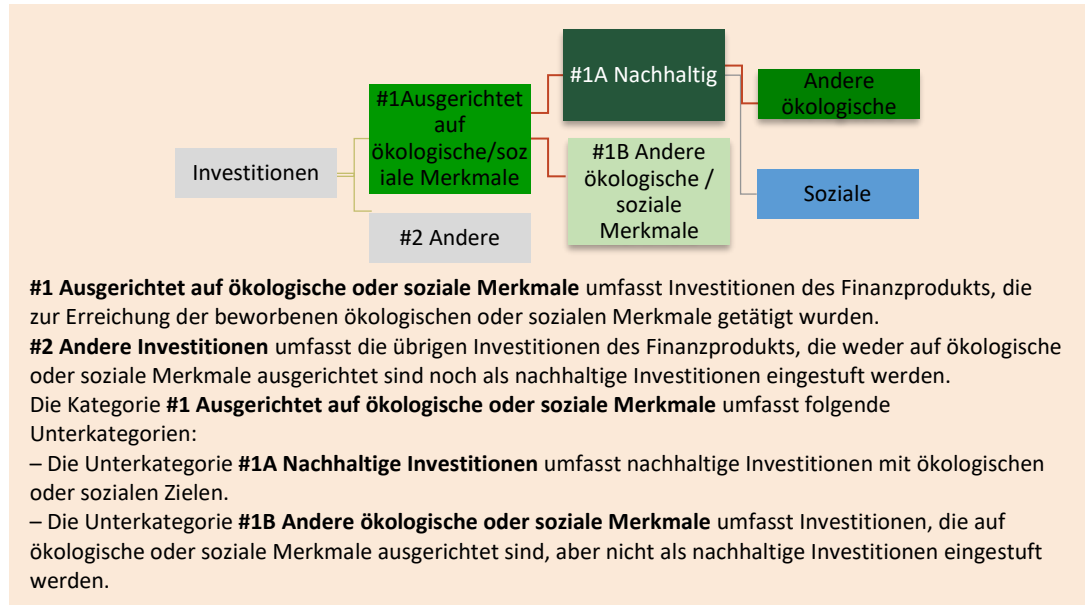 Investitionen
#1Ausgerichtet
auf
ökologische/soz
iale Merkmale
#2 Andere
#1A Nachhaltig
#1B Andere
ökologische /
soziale
Merkmale
Andere
ökologische
Soziale
#1 Ausgerichtet auf ökologische oder soziale Merkmale umfasst Investitionen des Finanzprodukts, die
zur Erreichung der beworbenen ökologischen oder sozialen Merkmale getätigt wurden.
#2 Andere Investitionen umfasst die übrigen Investitionen des Finanzprodukts, die weder auf ökologische
oder soziale Merkmale ausgerichtet sind noch als nachhaltige Investitionen eingestuft werden.
Die Kategorie #1 Ausgerichtet auf ökologische oder soziale Merkmale umfasst folgende
Unterkategorien:
– Die Unterkategorie #1A Nachhaltige Investitionen umfasst nachhaltige Investitionen mit ökologischen
oder sozialen Zielen.
– Die Unterkategorie #1B Andere ökologische oder soziale Merkmale umfasst Investitionen, die auf
ökologische oder soziale Merkmale ausgerichtet sind, aber nicht als nachhaltige Investitionen eingestuft
werden.